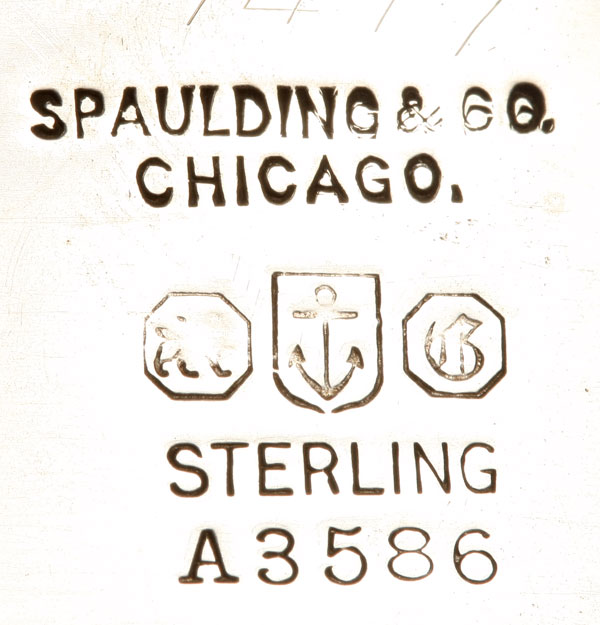 SPAULDING & CO.
CHICAGO.
G
STERLING
A3586